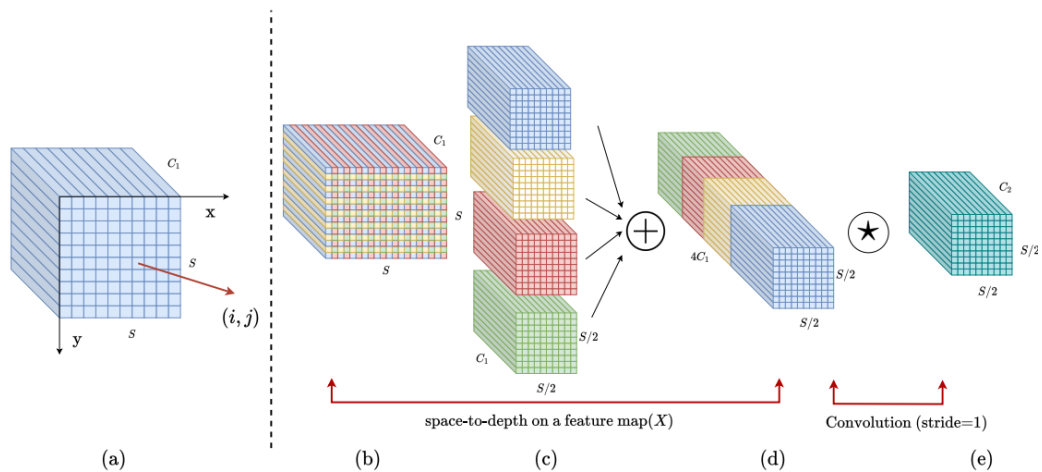 C₁
x
S
(i, j)
S
y
C₁
S
S
C₁
S/2
S/2
4C₁
S/2
S/2
C₂
S/2
S/2
space-to-depth on a feature map(X)
Convolution (stride=1)
(a)
(b)
(c)
(d)
(e)